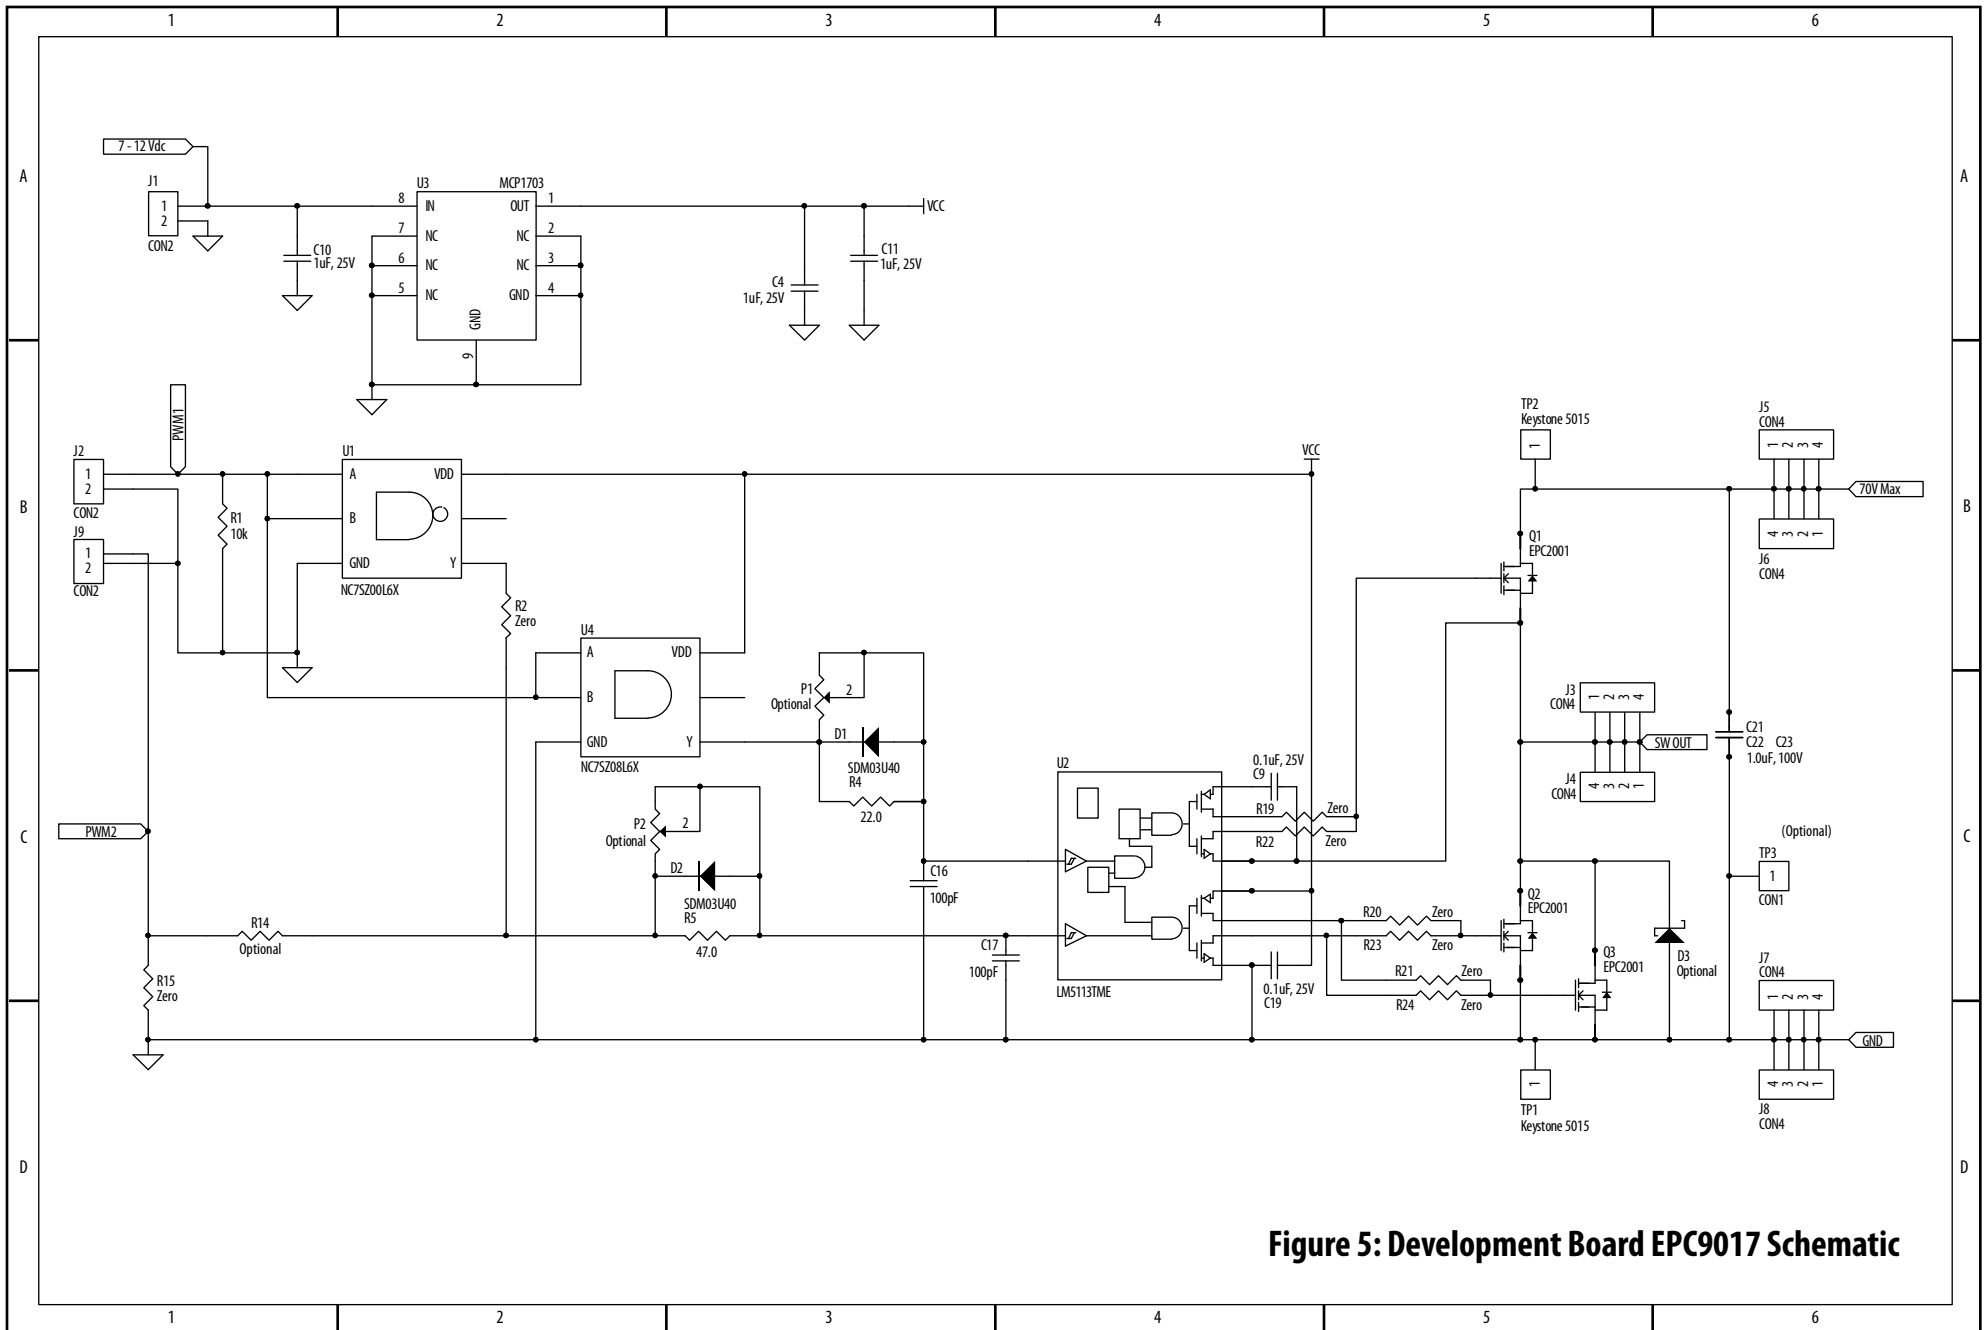 1 2 3 4 5 6
A A
7 - 12 Vdc
J1
1
2
CON2
C10
1uF, 25V
U3 MCP1703
8 IN OUT 1
7 NC NC 2
6 NC NC 3
5 NC GND 4
GND
9
VCC
C4
1uF, 25V
C11
1uF, 25V
B B
PWM1
J2
1
2
CON2
J9
1
2
CON2
R1
10k
U1
A VDD
B
GND Y
NC7SZ00L6X
R2
Zero
U4
A VDD
B
GND Y
NC7SZ08L6X
VCC
P1
Optional
2
D1
SDM03U40
R4
22.0
P2
Optional
2
D2
SDM03U40
R5
47.0
C16
100pF
C17
100pF
C C
PWM2
R14
Optional
R15
Zero
U2
LM5113TME
0.1uF, 25V
C9
R19 Zero
R22 Zero
R20 Zero
R23 Zero
R21 Zero
R24 Zero
0.1uF, 25V
C19
TP2
Keystone 5015
1
Q1
EPC2001
J5
CON4
1 2 3 4
70V Max
4 3 2 1
J6
CON4
J3
CON4
1 2 3 4
SW OUT
J4
CON4
4 3 2 1
C21
C22 C23
1.0uF, 100V
(Optional)
TP3
1
CON1
Q2
EPC2001
Q3
EPC2001
D3
Optional
J7
CON4
1 2 3 4
GND
4 3 2 1
J8
CON4
1
TP1
Keystone 5015
D D
Figure 5: Development Board EPC9017 Schematic
1 2 3 4 5 6